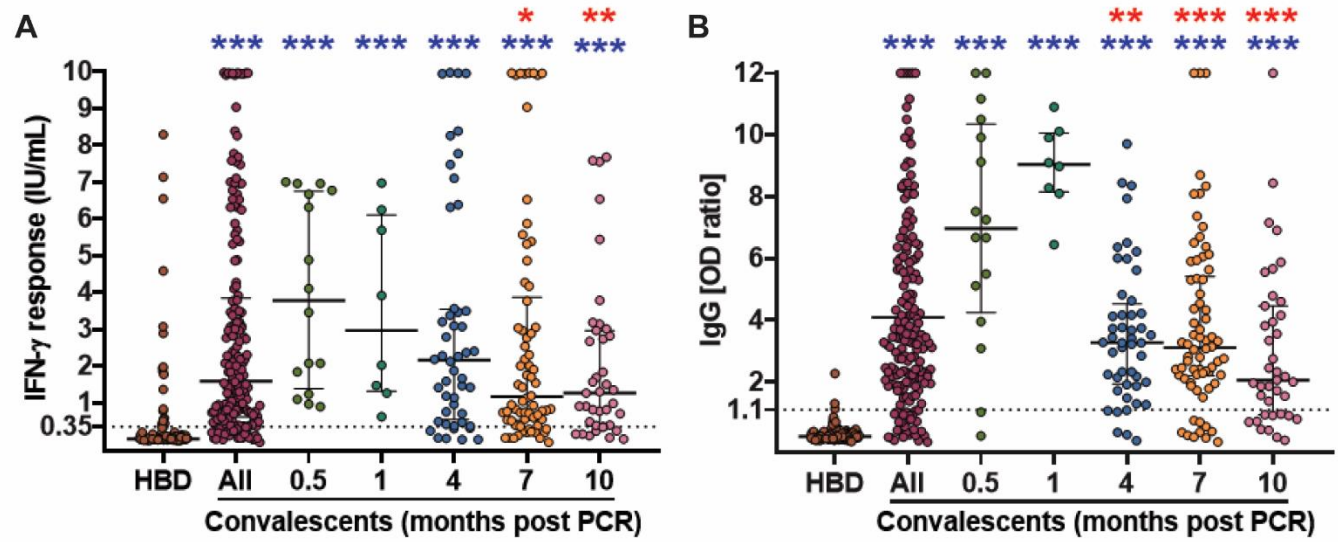 A
* **
*** *** *** *** *** ***
IFN-γ response (IU/mL)
10
9
8
7
6
5
4
3
2
1
0.35
HBD All 0.5 1 4 7 10
Convalescents (months post PCR)
B
** *** ***
*** *** *** *** *** ***
IgG [OD ratio]
12
10
8
6
4
2
1.1
HBD All 0.5 1 4 7 10
Convalescents (months post PCR)